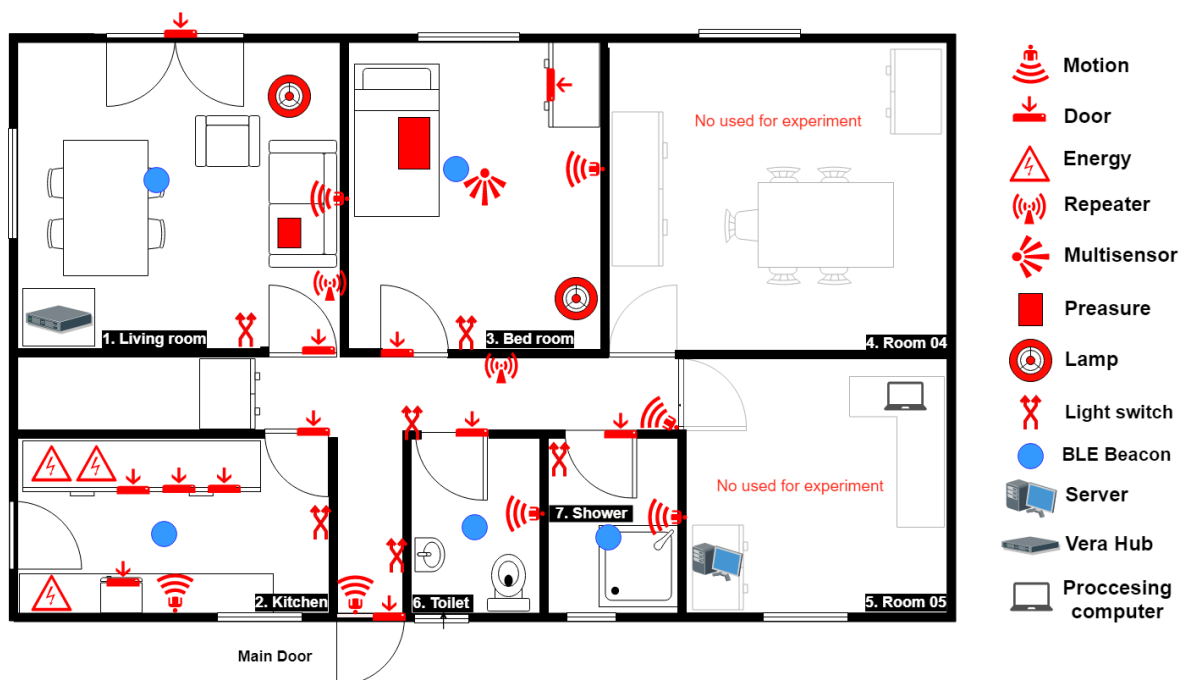 No used for experiment
1. Living room
3. Bed room
4. Room 04
No used for experiment
7. Shower
2. Kitchen
6. Toilet
5. Room 05
Main Door
Motion
Door
Energy
Repeater
Multisensor
Preasure
Lamp
Light switch
BLE Beacon
Server
Vera Hub
Proccesing
computer